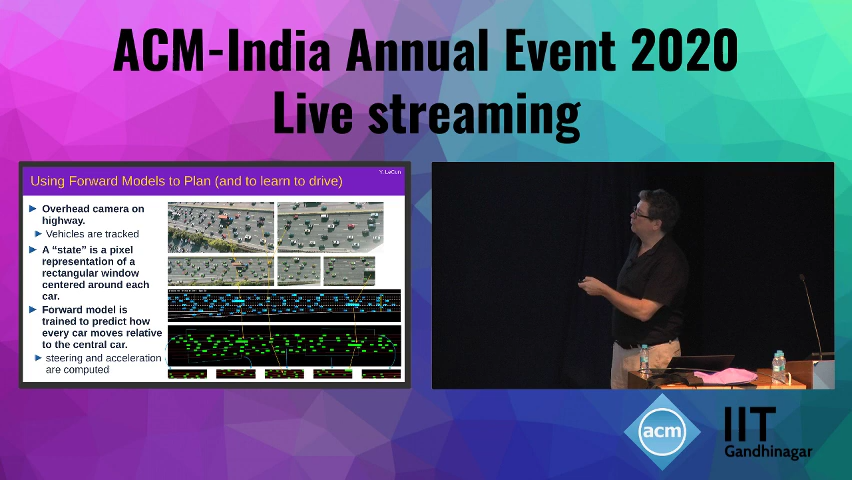 ACM-India Annual Event 2020
Live streaming
Y. LeCun
Using Forward Models to Plan (and to learn to drive)
Overhead camera on
highway.
Vehicles are tracked
A “state” is a pixel
representation of a
rectangular window
centered around each
car.
Forward model is
trained to predict how
every car moves relative
to the central car.
steering and acceleration
are computed
acm
IIT
Gandhinagar